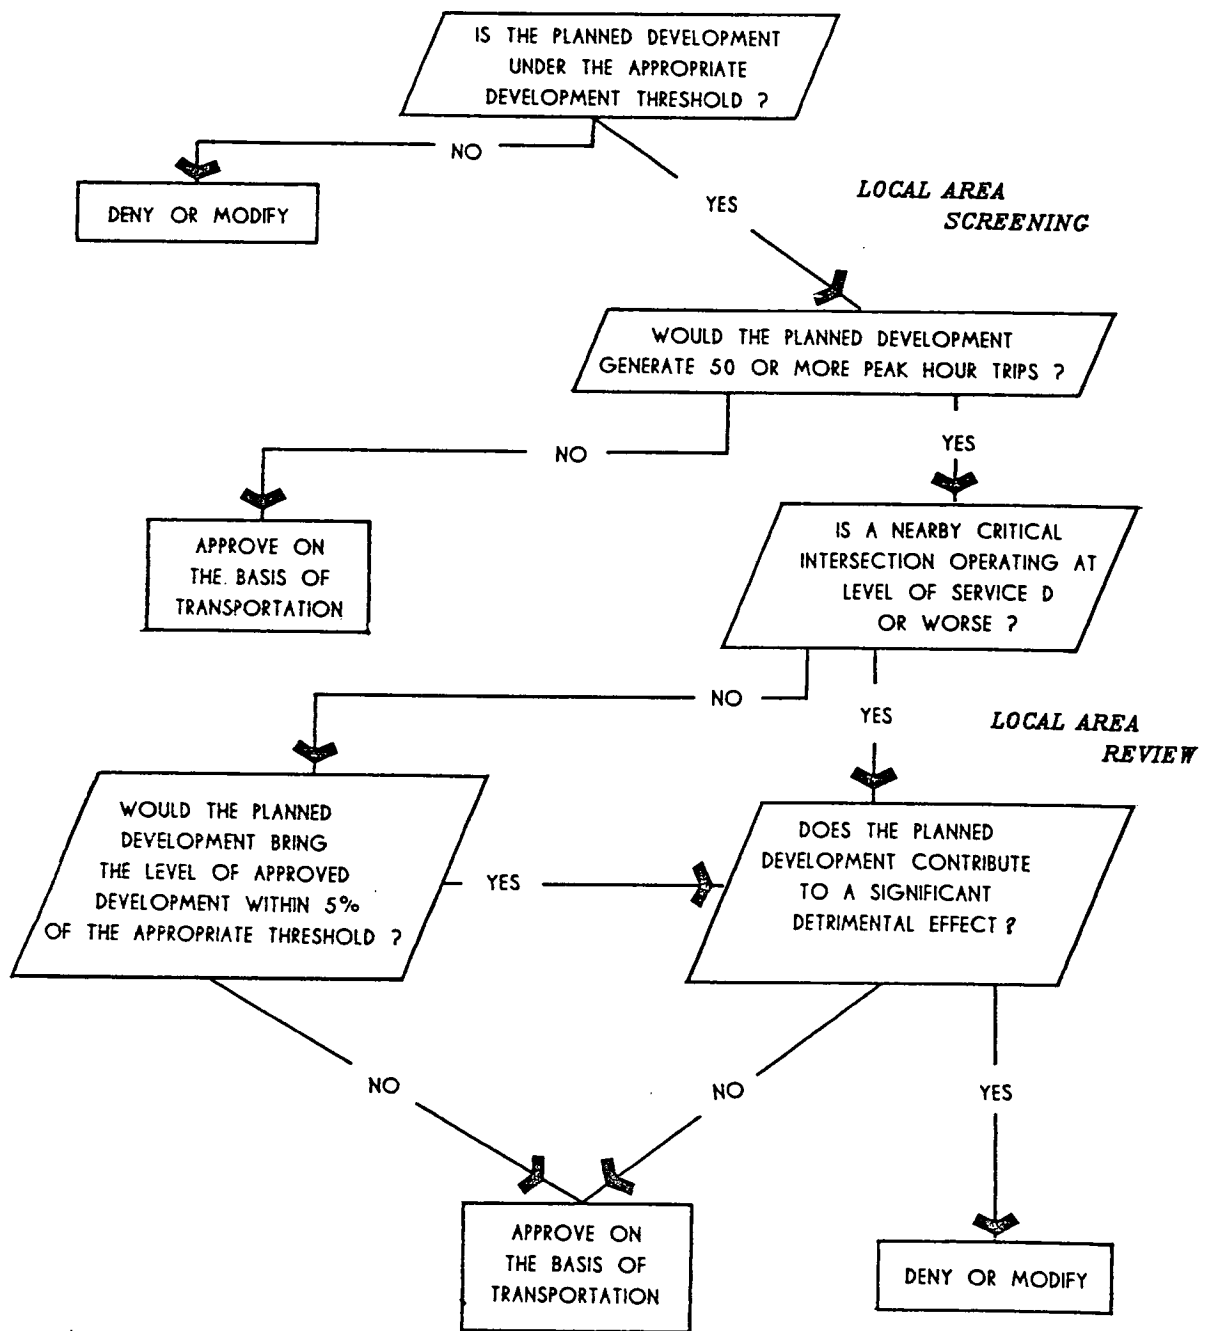 IS THE PLANNED DEVELOPMENT
UNDER THE APPROPRIATE
DEVELOPMENT THRESHOLD ?
NO
DENY OR MODIFY
YES
LOCAL AREA
SCREENING
WOULD THE PLANNED DEVELOPMENT
GENERATE 50 OR MORE PEAK HOUR TRIPS ?
NO
YES
APPROVE ON
THE BASIS OF
TRANSPORTATION
IS A NEARBY CRITICAL
INTERSECTION OPERATING AT
LEVEL OF SERVICE D
OR WORSE ?
NO
YES
LOCAL AREA
REVIEW
WOULD THE PLANNED
DEVELOPMENT BRING
THE LEVEL OF APPROVED
DEVELOPMENT WITHIN 5%
OF THE APPROPRIATE THRESHOLD ?
YES
DOES THE PLANNED
DEVELOPMENT CONTRIBUTE
TO A SIGNIFICANT
DETRIMENTAL EFFECT ?
NO
NO
YES
APPROVE ON
THE BASIS OF
TRANSPORTATION
DENY OR MODIFY